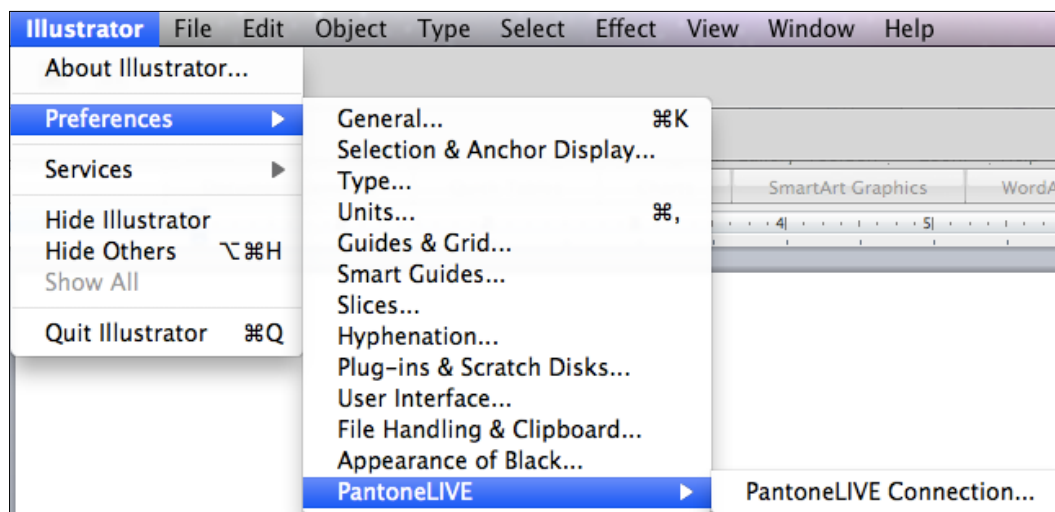 Illustrator File Edit Object Type Select Effect View Window Help
About Illustrator...
Preferences
Services
Hide Illustrator
Hide Others ⌥⌘H
Show All
Quit Illustrator ⌘Q
General... ⌘K
Selection & Anchor Display...
Type...
Units... ⌘,
Guides & Grid...
Smart Guides...
Slices...
Hyphenation...
Plug-ins & Scratch Disks...
User Interface...
File Handling & Clipboard...
Appearance of Black...
PantoneLIVE
PantoneLIVE Connection...
SmartArt Graphics
4 5